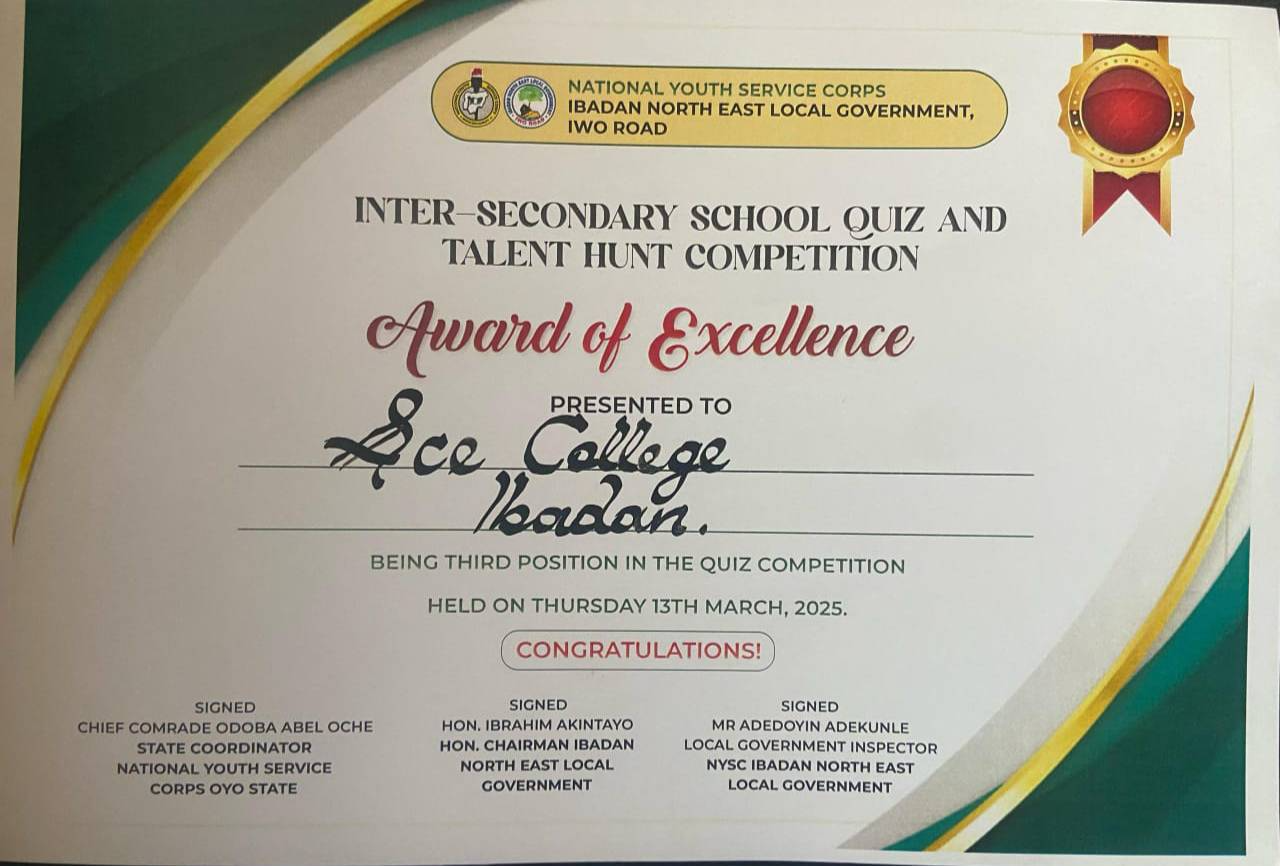 NATIONAL YOUTH SERVICE CORPS
IBADAN NORTH EAST LOCAL GOVERNMENT,
IWO ROAD
INTER-SECONDARY SCHOOL QUIZ AND
TALENT HUNT COMPETITION
Award of Excellence
PRESENTED TO
Ace College
Ibadan.
BEING THIRD POSITION IN THE QUIZ COMPETITION
HELD ON THURSDAY 13TH MARCH, 2025.
CONGRATULATIONS!
SIGNED
CHIEF COMRADE ODOBA ABEL OCHE
STATE COORDINATOR
NATIONAL YOUTH SERVICE
CORPS OYO STATE
SIGNED
HON. IBRAHIM AKINTAYO
HON. CHAIRMAN IBADAN
NORTH EAST LOCAL
GOVERNMENT
SIGNED
MR ADEDOYIN ADEKUNLE
LOCAL GOVERNMENT INSPECTOR
NYSC IBADAN NORTH EAST
LOCAL GOVERNMENT